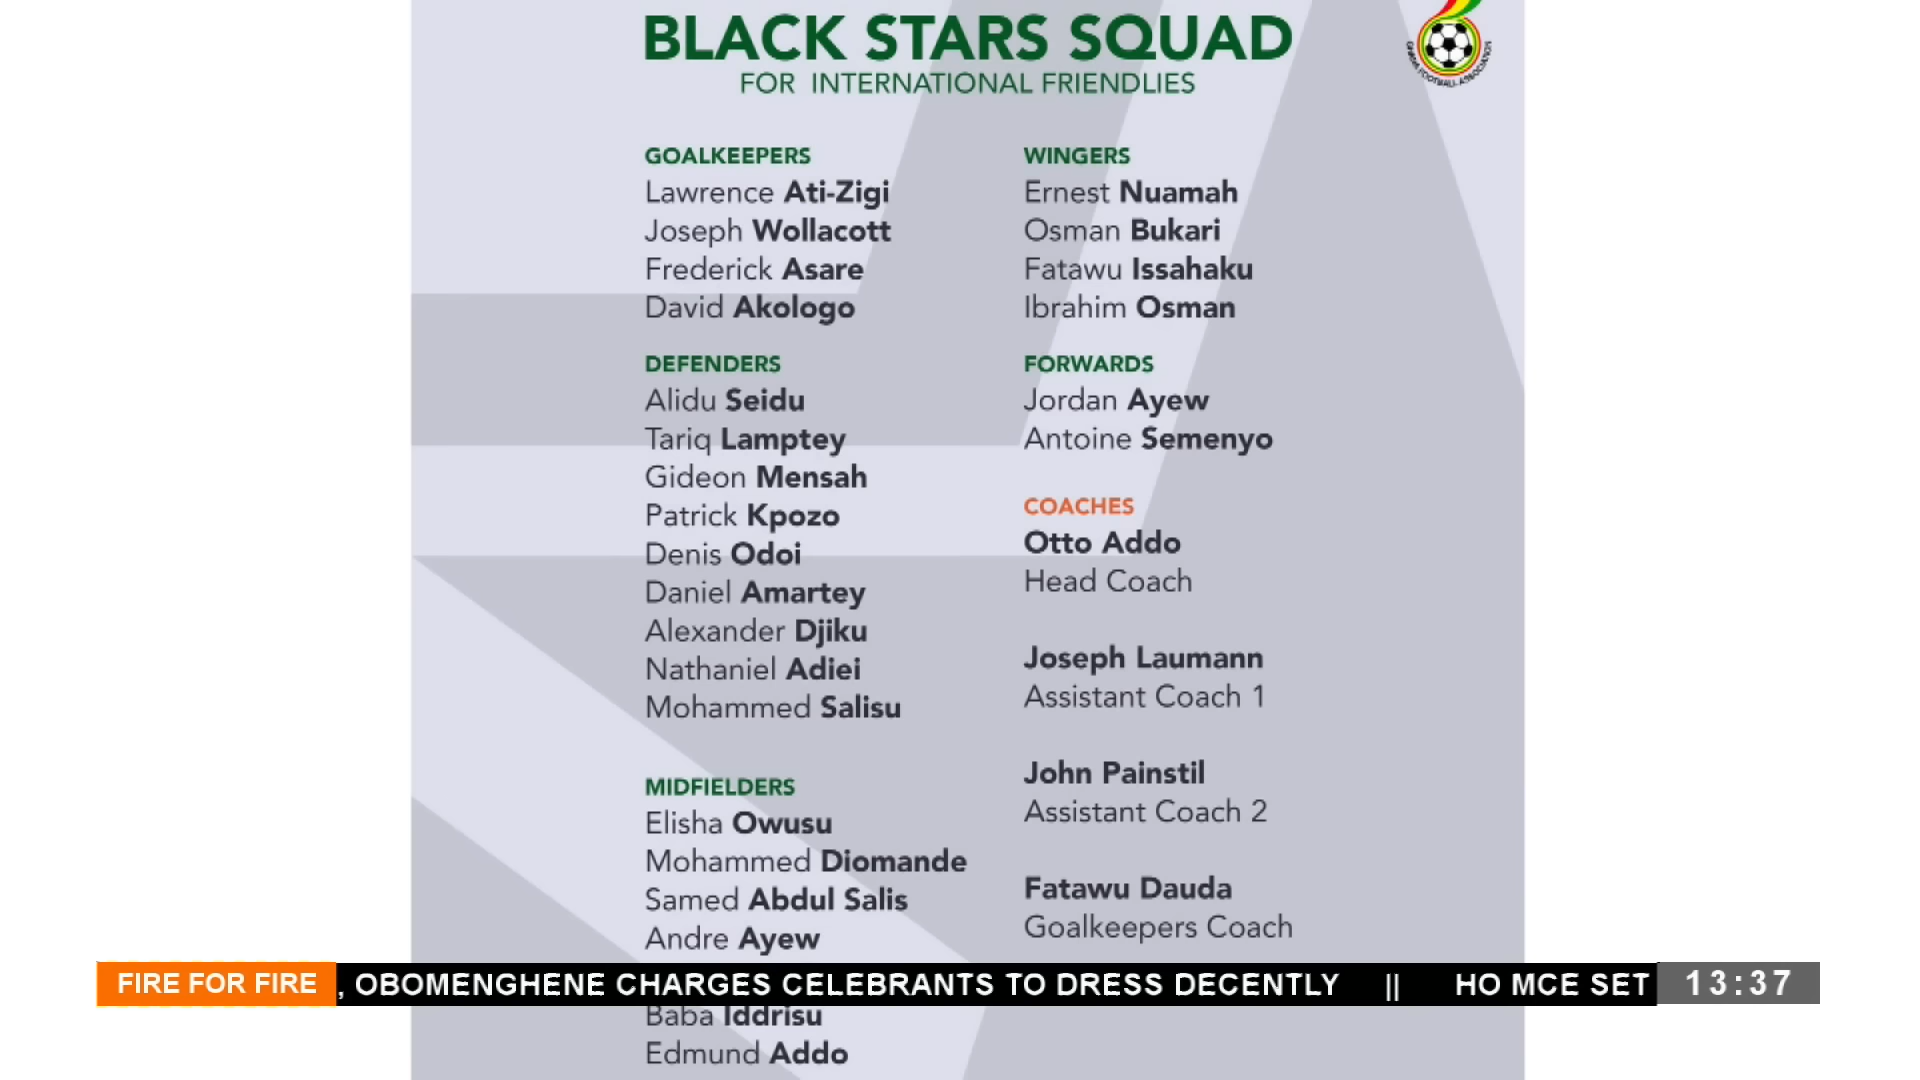 BLACK STARS SQUAD
FOR INTERNATIONAL FRIENDLIES
GHANA FOOTBALL ASSOCIATION
GOALKEEPERS
Lawrence Ati-Zigi
Joseph Wollacott
Frederick Asare
David Akologo
DEFENDERS
Alidu Seidu
Tariq Lamptey
Gideon Mensah
Patrick Kpozo
Denis Odoi
Daniel Amartey
Alexander Djiku
Nathaniel Adiei
Mohammed Salisu
MIDFIELDERS
Elisha Owusu
Mohammed Diomande
Samed Abdul Salis
Andre Ayew
Baba Iddrisu
Edmund Addo
WINGERS
Ernest Nuamah
Osman Bukari
Fatawu Issahaku
Ibrahim Osman
FORWARDS
Jordan Ayew
Antoine Semenyo
COACHES
Otto Addo
Head Coach
Joseph Laumann
Assistant Coach 1
John Painstil
Assistant Coach 2
Fatawu Dauda
Goalkeepers Coach
FIRE FOR FIRE , OBOMENGHENE CHARGES CELEBRANTS TO DRESS DECENTLY || HO MCE SET 13:37